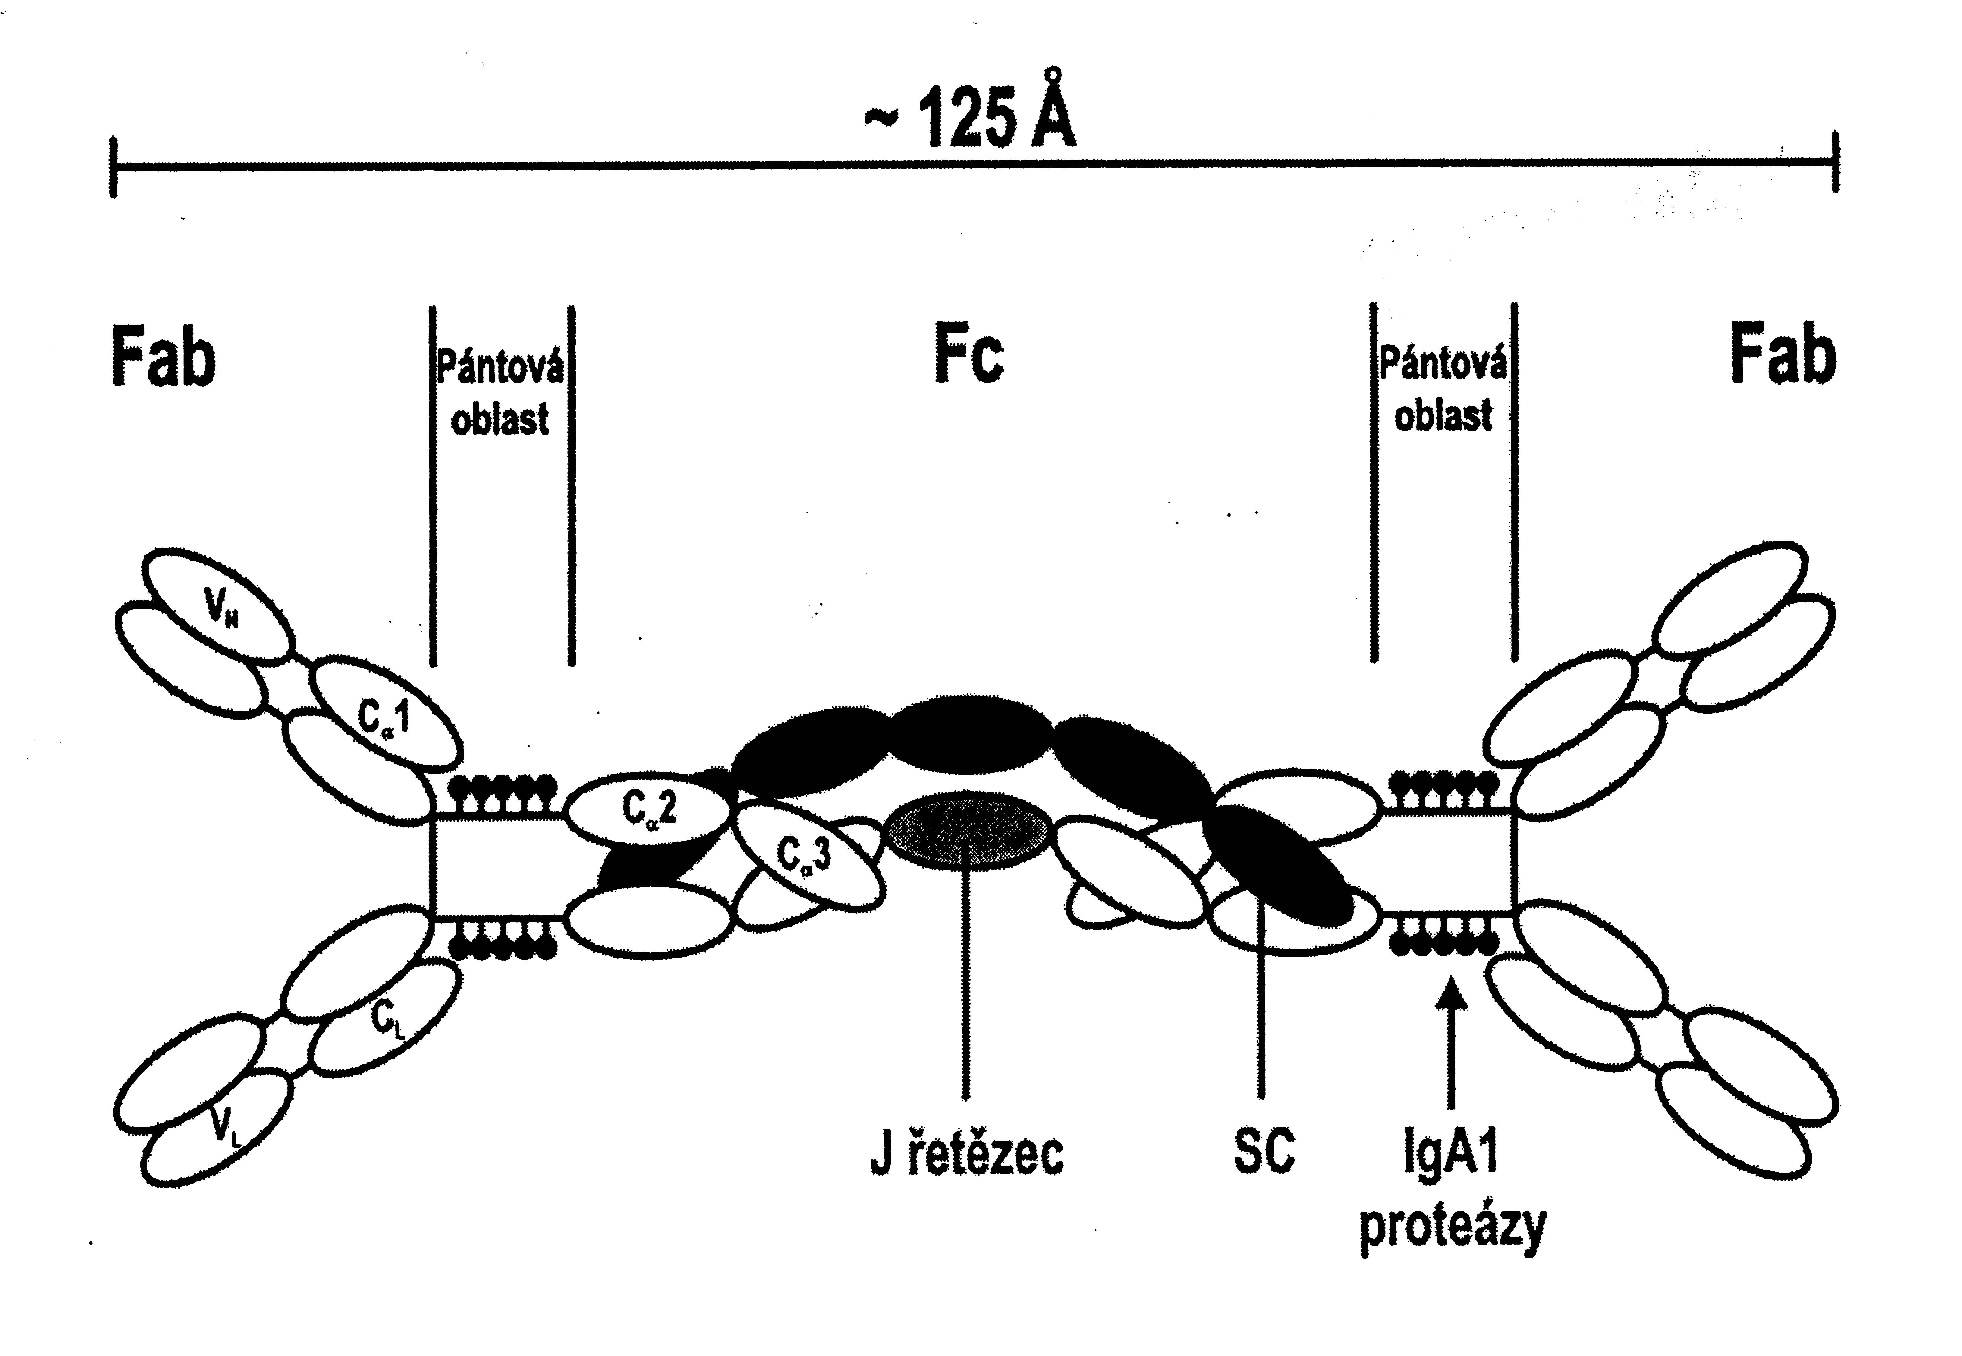 ~ 125 Å
Fab
Pántová
oblast
Fc
Pántová
oblast
Fab
VH
Cα1
Cα2
Cα3
CL
VL
J řetězec
SC
IgA1
proteázy